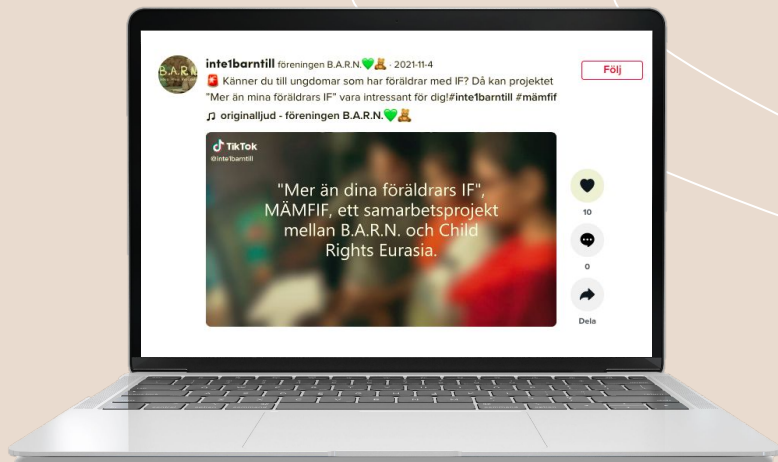 B.A.R.N
inte1barntill föreningen B.A.R.N.💚🧸 · 2021-11-4
Följ
🚨 Känner du till ungdomar som har föräldrar med IF? Då kan projektet
"Mer än mina föräldrars IF" vara intressant för dig!#inte1barntill #mämfif
♫ originalljud - föreningen B.A.R.N.💚🧸
TikTok
@inte1barntill
"Mer än dina föräldrars IF",
MÄMFIF, ett samarbetsprojekt
mellan B.A.R.N. och Child
Rights Eurasia.
10
0
Dela